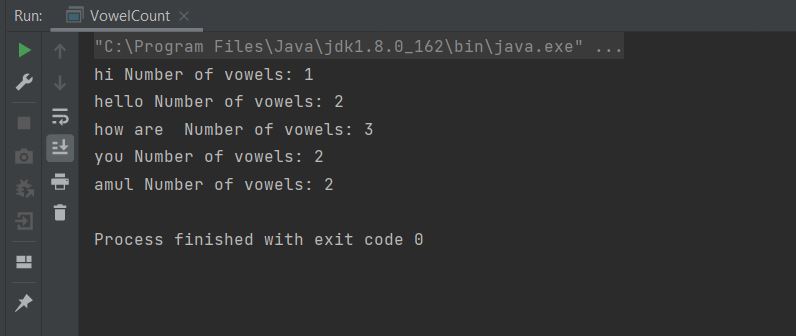 Run: VowelCount
"C:\Program Files\Java\jdk1.8.0_162\bin\java.exe" ...
hi Number of vowels: 1
hello Number of vowels: 2
how are  Number of vowels: 3
you Number of vowels: 2
amul Number of vowels: 2
Process finished with exit code 0